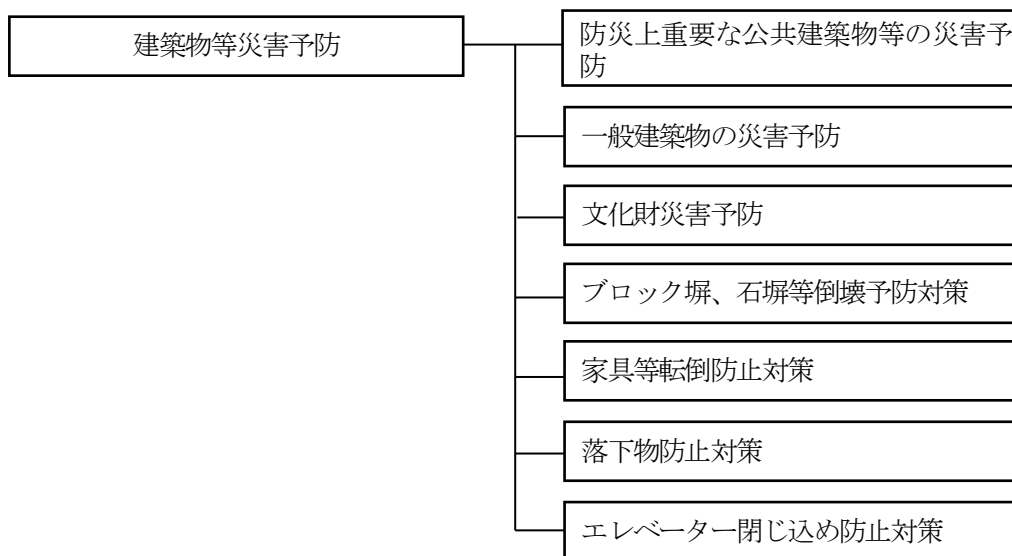 建築物等災害予防
防災上重要な公共建築物等の災害予
防
一般建築物の災害予防
文化財災害予防
ブロック塀、石塀等倒壊予防対策
家具等転倒防止対策
落下物防止対策
エレベーター閉じ込め防止対策